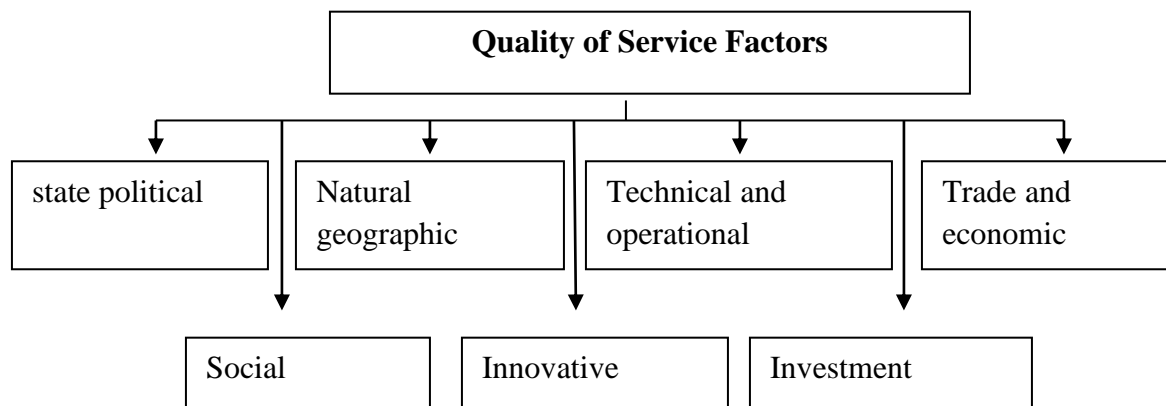 Quality of Service Factors
state political
Natural
geographic
Technical and
operational
Trade and
economic
Social
Innovative
Investment